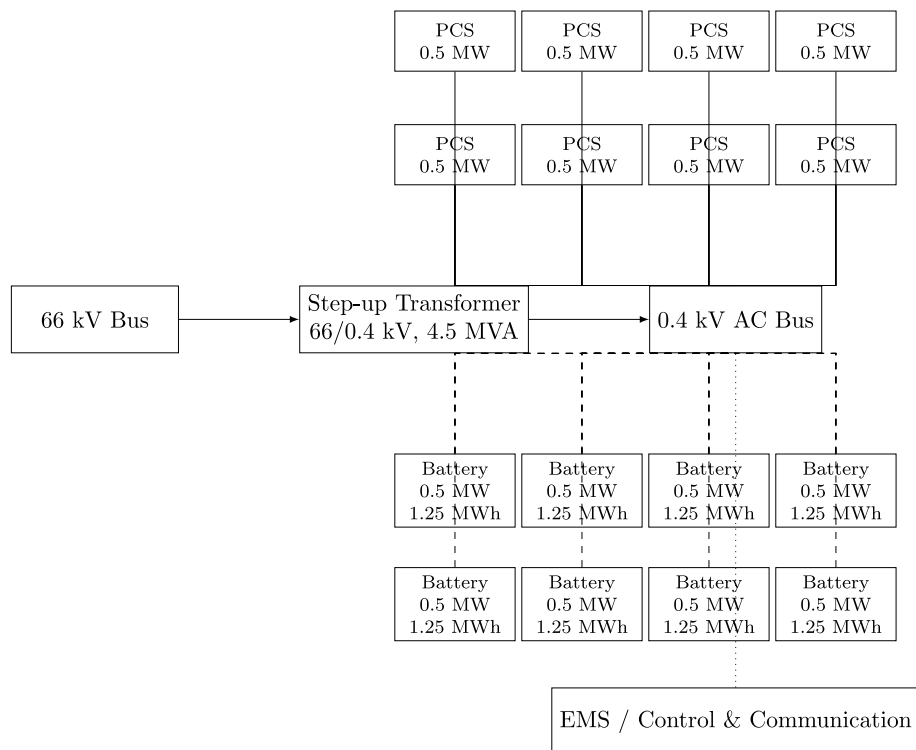 PCS
0.5 MW
PCS
0.5 MW
PCS
0.5 MW
PCS
0.5 MW
PCS
0.5 MW
PCS
0.5 MW
PCS
0.5 MW
PCS
0.5 MW
66 kV Bus
Step-up Transformer
66/0.4 kV, 4.5 MVA
0.4 kV AC Bus
Battery
0.5 MW
1.25 MWh
Battery
0.5 MW
1.25 MWh
Battery
0.5 MW
1.25 MWh
Battery
0.5 MW
1.25 MWh
Battery
0.5 MW
1.25 MWh
Battery
0.5 MW
1.25 MWh
Battery
0.5 MW
1.25 MWh
Battery
0.5 MW
1.25 MWh
EMS / Control & Communication